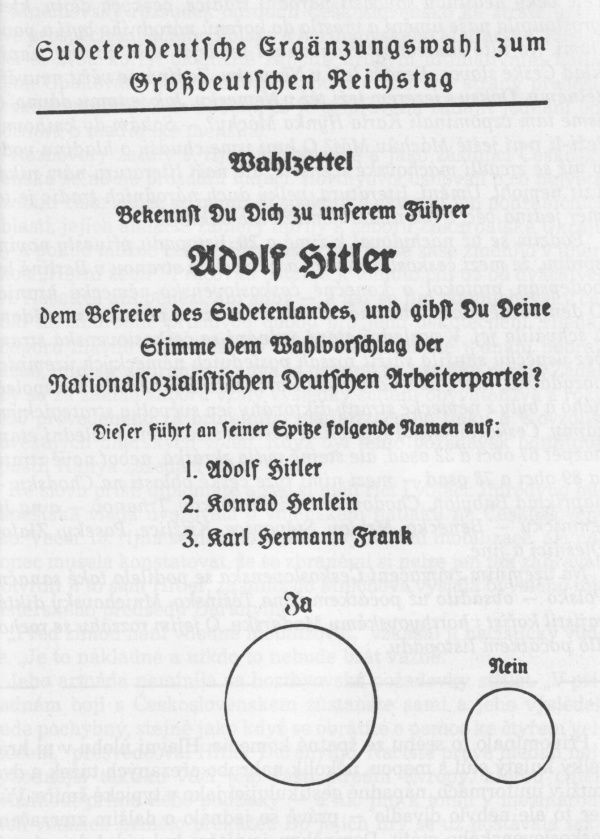 Sudetendeutsche Ergänzungswahl zum
Großdeutschen Reichstag
Wahlzettel
Bekennst Du Dich zu unserem Führer
Adolf Hitler
dem Befreier des Sudetenlandes, und gibst Du Deine
Stimme dem Wahlvorschlag der
Nationalsozialistischen Deutschen Arbeiterpartei?
Dieser führt an seiner Spitze folgende Namen auf:
1. Adolf Hitler
2. Konrad Henlein
3. Karl Hermann Frank
Ja
Nein